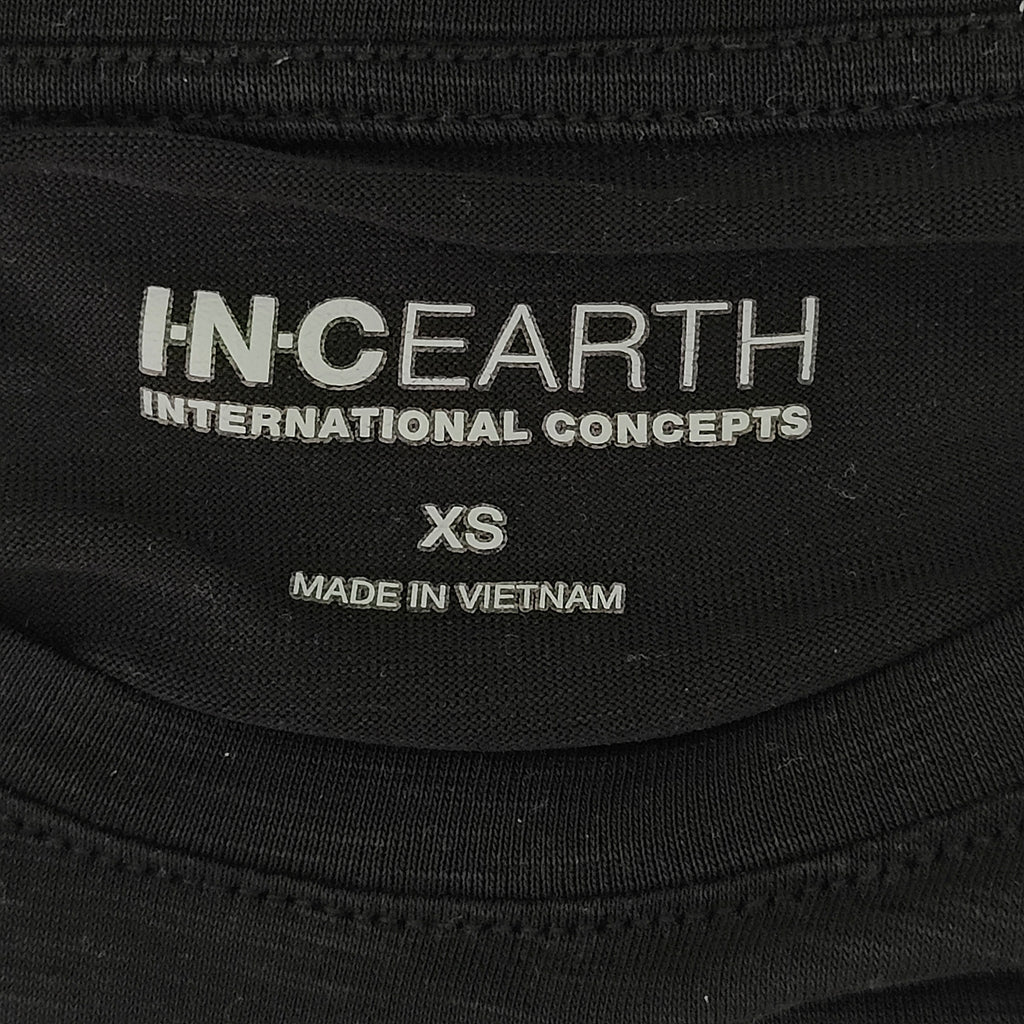 I·N·CEARTH
INTERNATIONAL CONCEPTS
XS
MADE IN VIETNAM